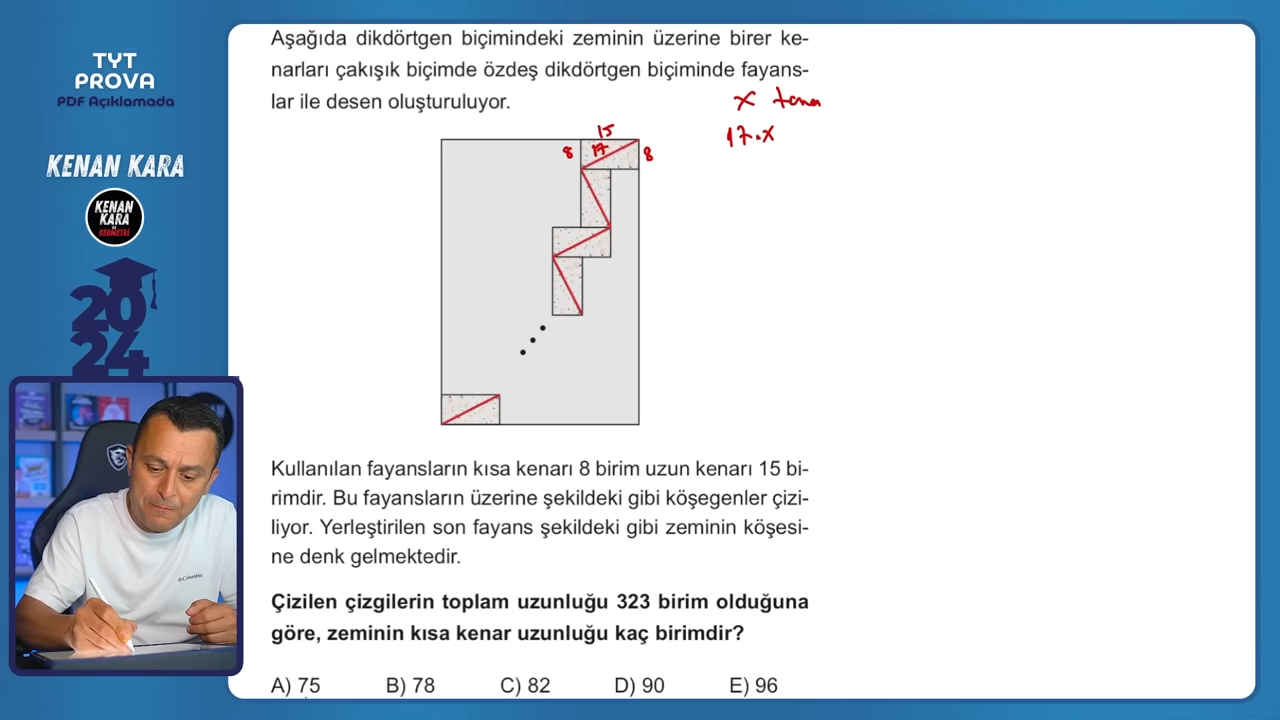 TYT
PROVA
PDF Açıklamada
KENAN KARA
KENAN
KARA
GEOMETRİ
2024
Aşağıda dikdörtgen biçimindeki zeminin üzerine birer ke-
narları çakışık biçimde özdeş dikdörtgen biçiminde fayans-
lar ile desen oluşturuluyor.
x tane
17.x
15
8 17 8
Kullanılan fayansların kısa kenarı 8 birim uzun kenarı 15 bi-
rimdir. Bu fayansların üzerine şekildeki gibi köşegenler çizi-
liyor. Yerleştirilen son fayans şekildeki gibi zeminin köşesi-
ne denk gelmektedir.
Çizilen çizgilerin toplam uzunluğu 323 birim olduğuna
göre, zeminin kısa kenar uzunluğu kaç birimdir?
A) 75 B) 78 C) 82 D) 90 E) 96
Columbia